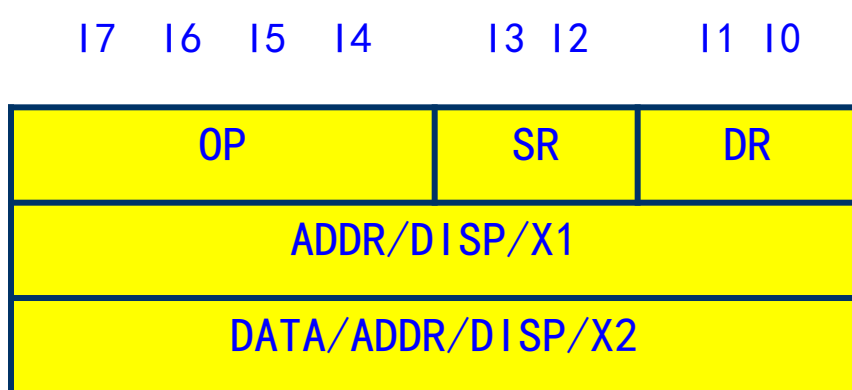 I7 I6 I5 I4 I3 I2 I1 I0
OP SR DR
ADDR/DISP/X1
DATA/ADDR/DISP/X2